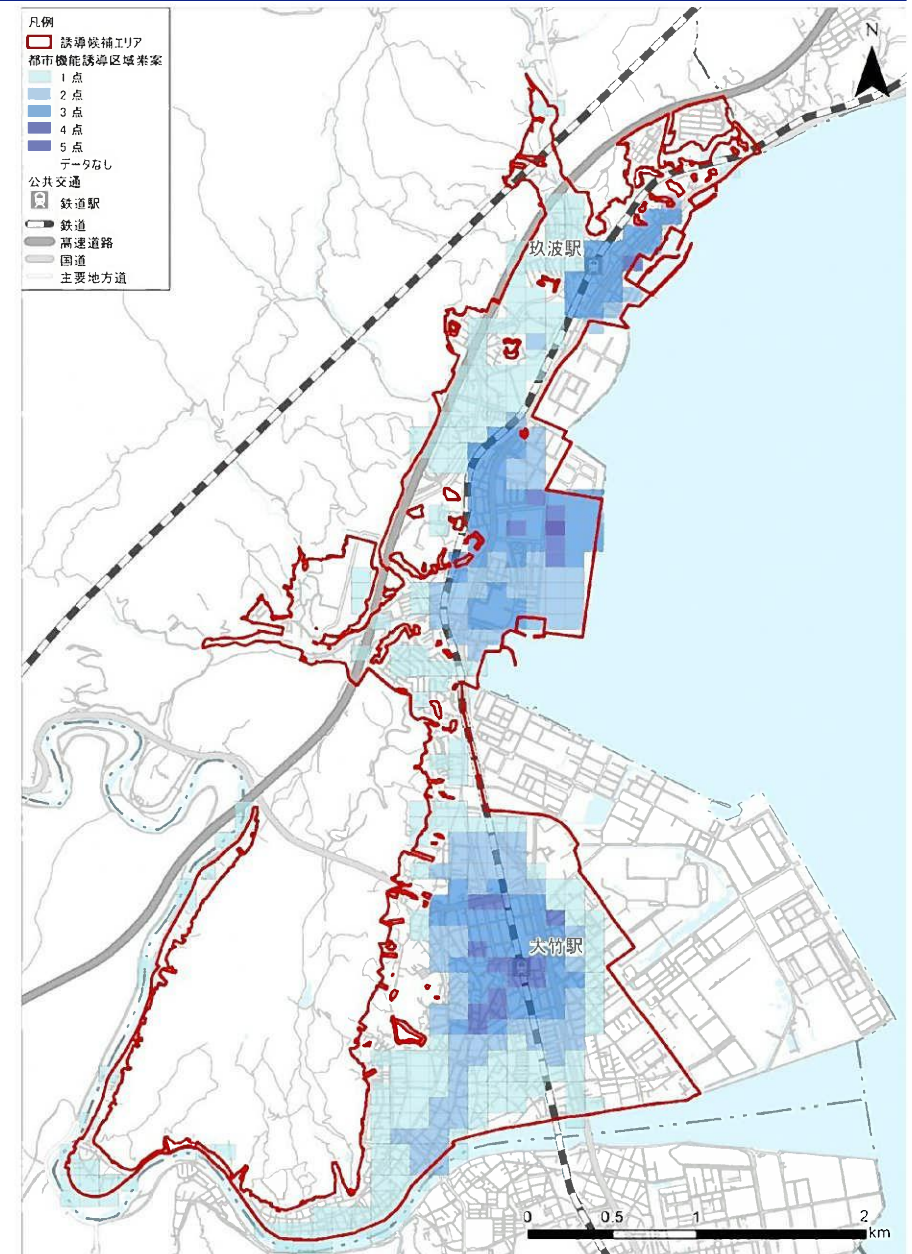 凡例
誘導候補エリア
都市機能誘導区域素案
1点
2点
3点
4点
5点
データなし
公共交通
鉄道駅
鉄道
高速道路
国道
主要地方道
N
玖波駅
大竹駅
0 0.5 1 2
km